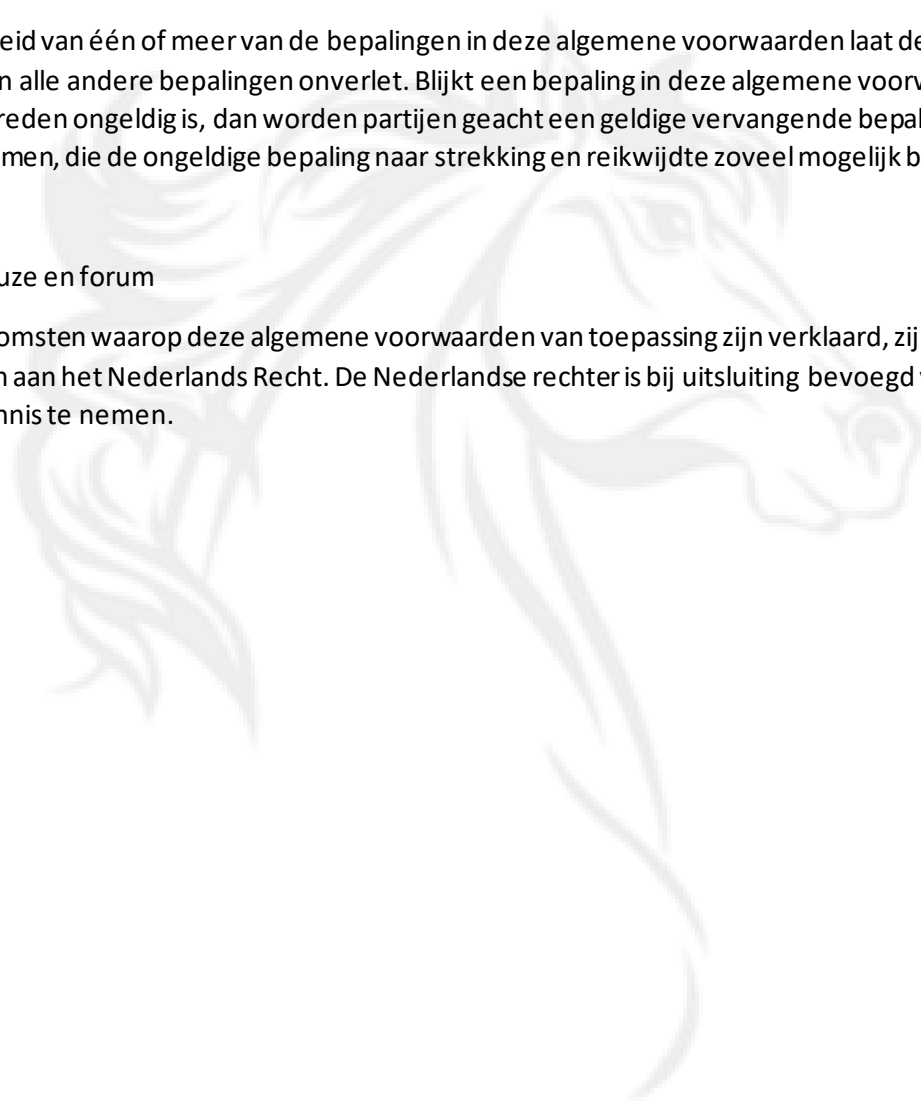 eid van één of meer van de bepalingen in deze algemene voorwaarden laat de
n alle andere bepalingen onverlet. Blijkt een bepaling in deze algemene voorv
reden ongeldig is, dan worden partijen geacht een geldige vervangende bepal
men, die de ongeldige bepaling naar strekking en reikwijdte zoveel mogelijk b
uze en forum
omsten waarop deze algemene voorwaarden van toepassing zijn verklaard, zij
n aan het Nederlands Recht. De Nederlandse rechter is bij uitsluiting bevoegd
nnis te nemen.